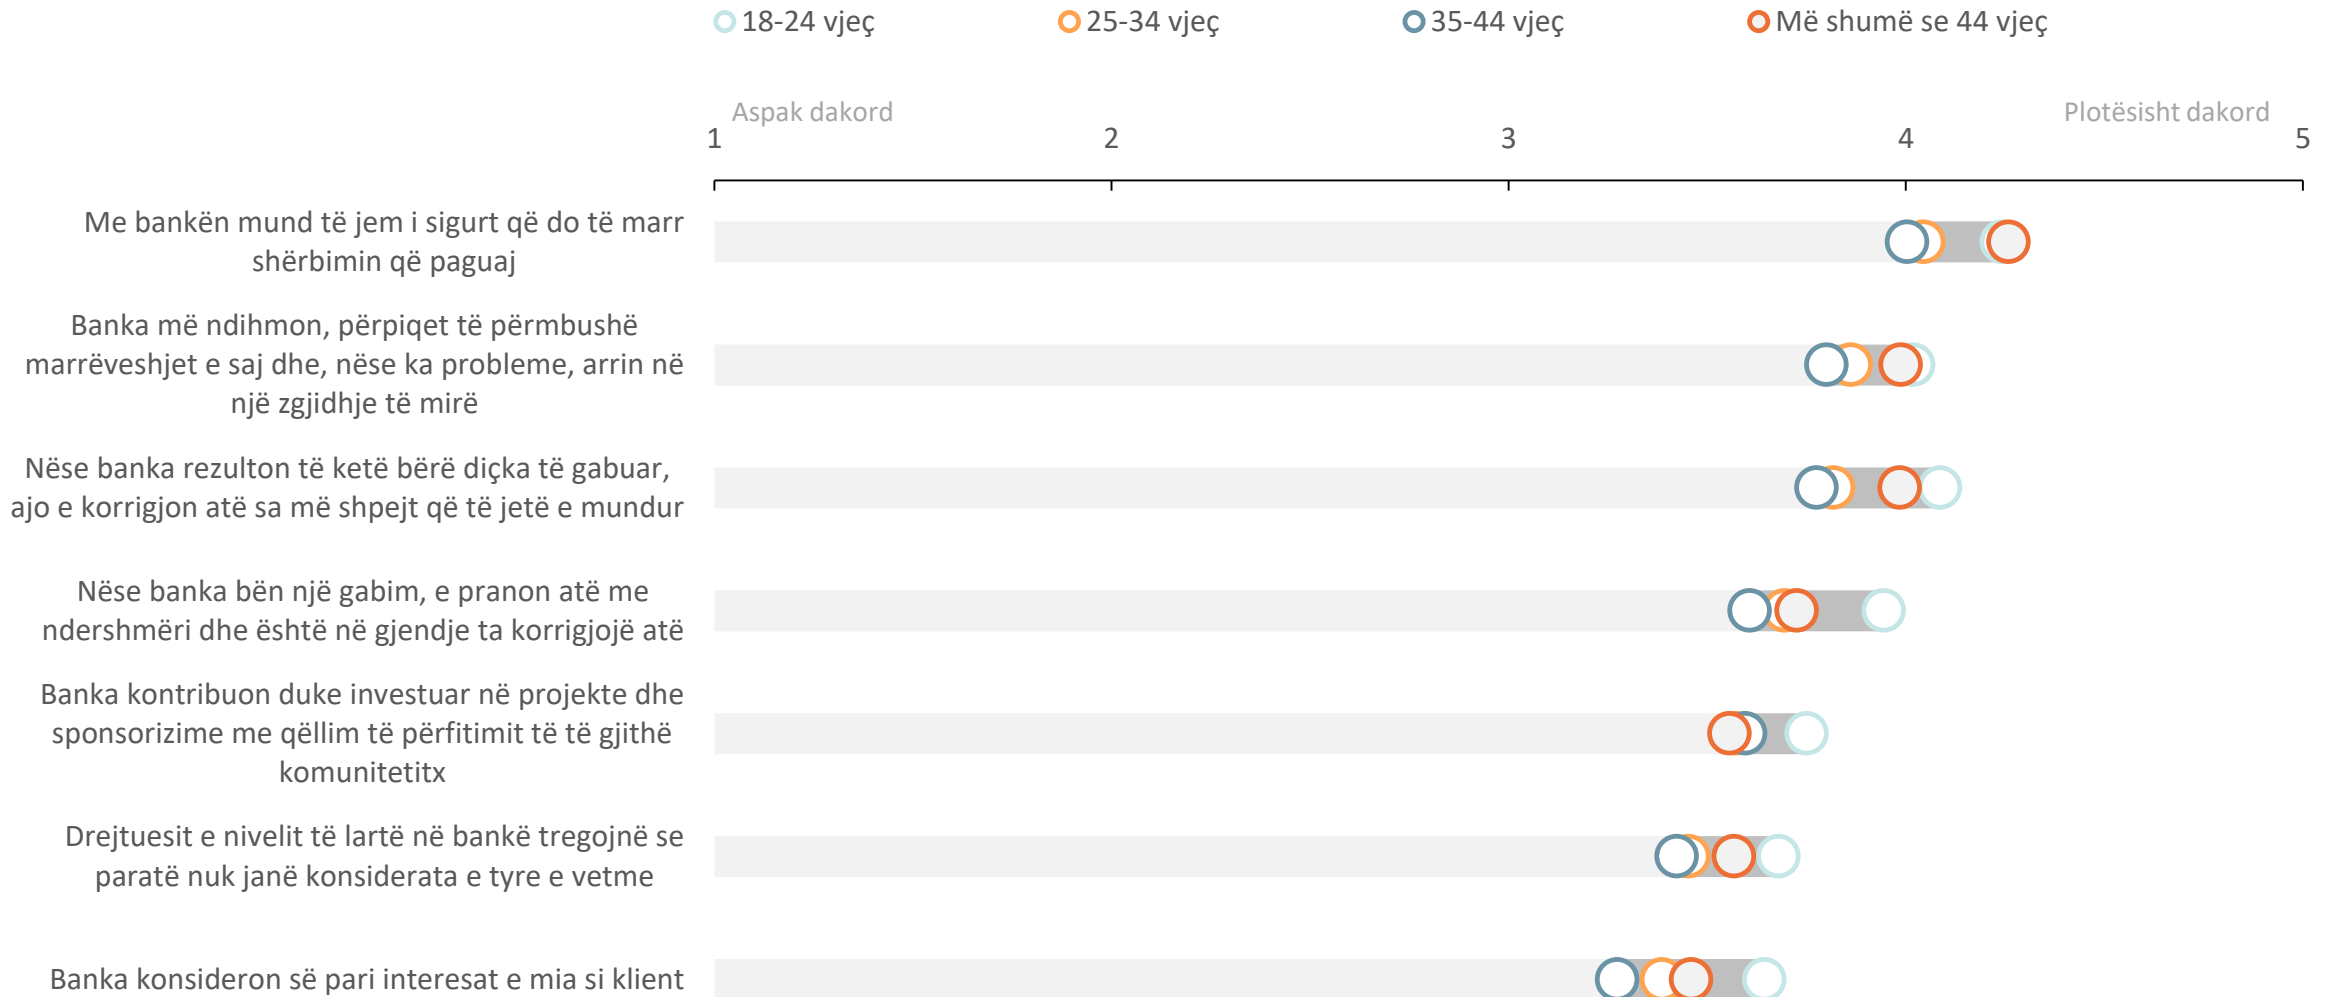 18-24 vjeç 25-34 vjeç 35-44 vjeç Më shumë se 44 vjeç
Aspak dakord Plotësisht dakord
1 2 3 4 5
Me bankën mund të jem i sigurt që do të marr
shërbimin që paguaj
Banka më ndihmon, përpiqet të përmbushë
marrëveshjet e saj dhe, nëse ka probleme, arrin në
një zgjidhje të mirë
Nëse banka rezulton të ketë bërë diçka të gabuar,
ajo e korrigjon atë sa më shpejt që të jetë e mundur
Nëse banka bën një gabim, e pranon atë me
ndershmëri dhe është në gjendje ta korrigjojë atë
Banka kontribuon duke investuar në projekte dhe
sponsorizime me qëllim të përfitimit të të gjithë
komunitetitx
Drejtuesit e nivelit të lartë në bankë tregojnë se
paratë nuk janë konsiderata e tyre e vetme
Banka konsideron së pari interesat e mia si klient